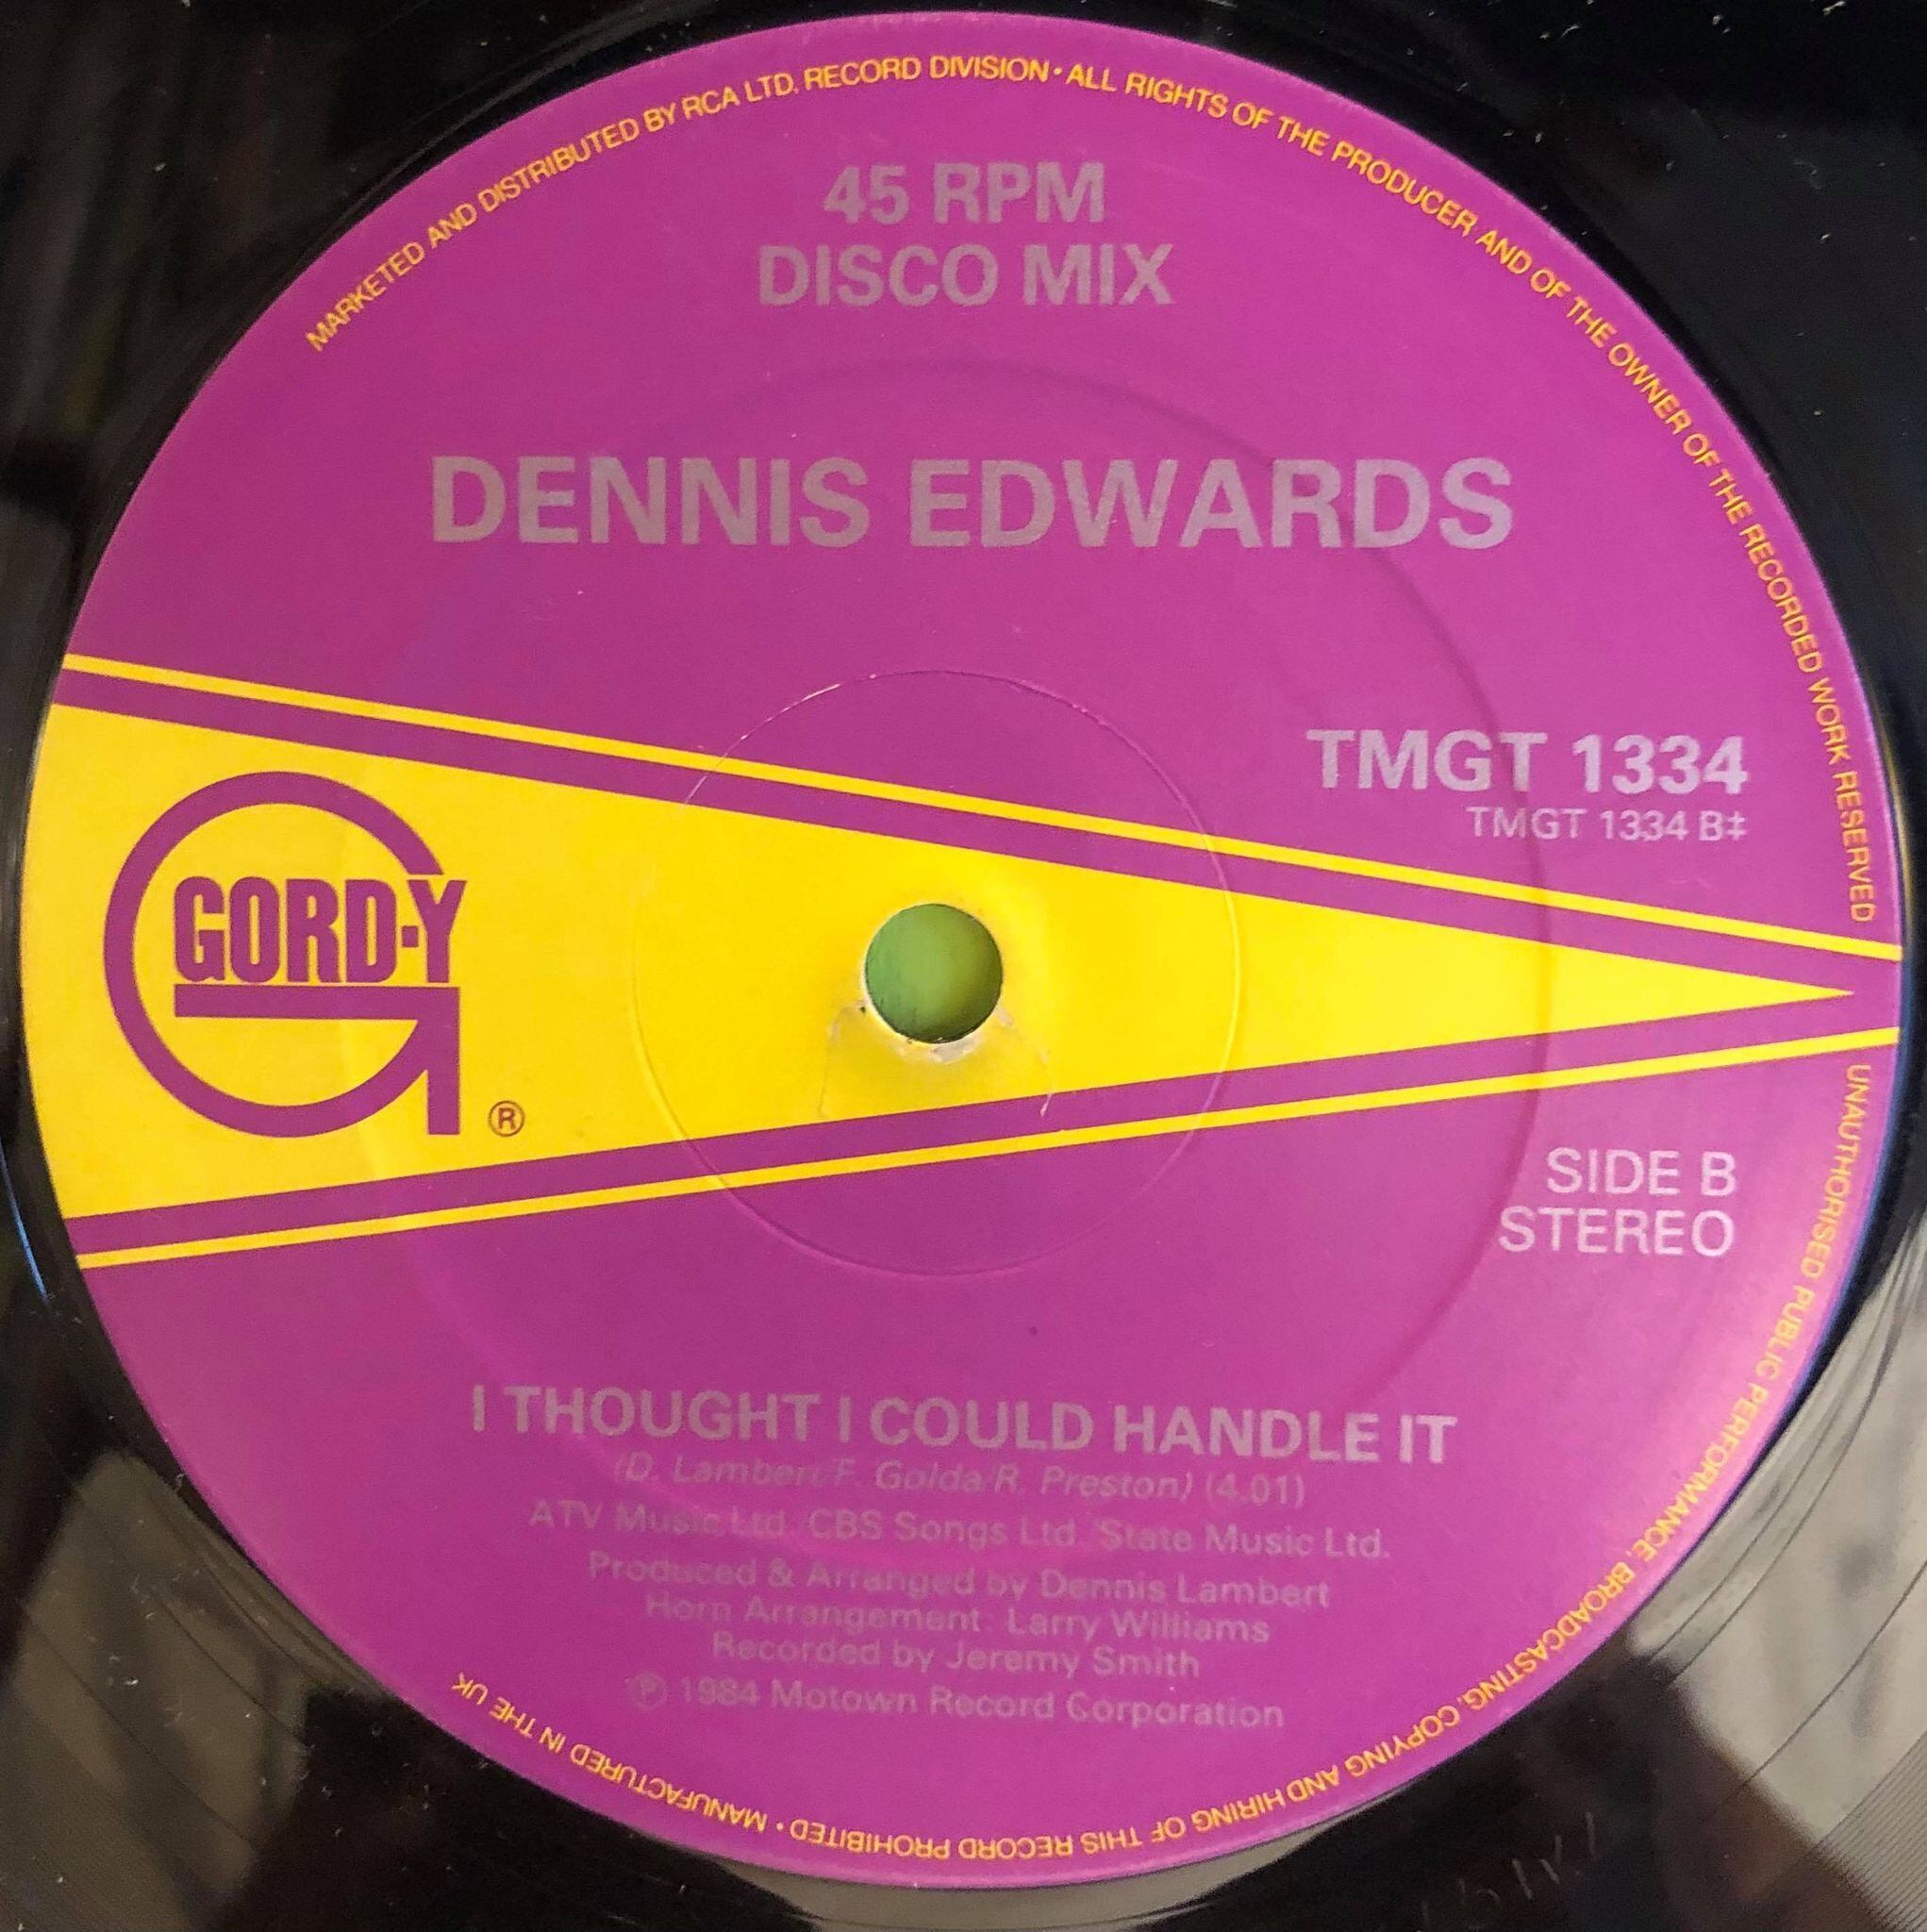 MARKETED AND DISTRIBUTED BY RCA LTD. RECORD DIVISION • ALL RIGHTS OF THE PRODUCER AND OF THE OWNER OF THE RECORDED WORK RESERVED
45 RPM
DISCO MIX
DENNIS EDWARDS
TMGT 1334
TMGT 1334 B‡
GORD-Y
®
SIDE B
STEREO
I THOUGHT I COULD HANDLE IT
(D. Lambert/F. Golda/R. Preston) (4.01)
ATV Music Ltd./CBS Songs Ltd./State Music Ltd.
Produced & Arranged by Dennis Lambert
Horn Arrangement: Larry Williams
Recorded by Jeremy Smith
℗ 1984 Motown Record Corporation
UNAUTHORISED PUBLIC PERFORMANCE, BROADCASTING, COPYING AND HIRING OF THIS RECORD PROHIBITED • MANUFACTURED IN THE UK